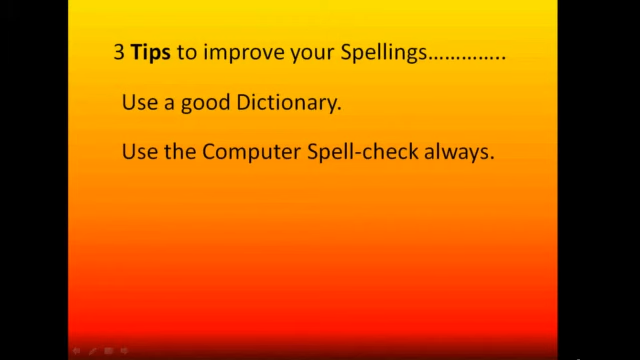 3 Tips to improve your Spellings…………..
Use a good Dictionary.
Use the Computer Spell-check always.